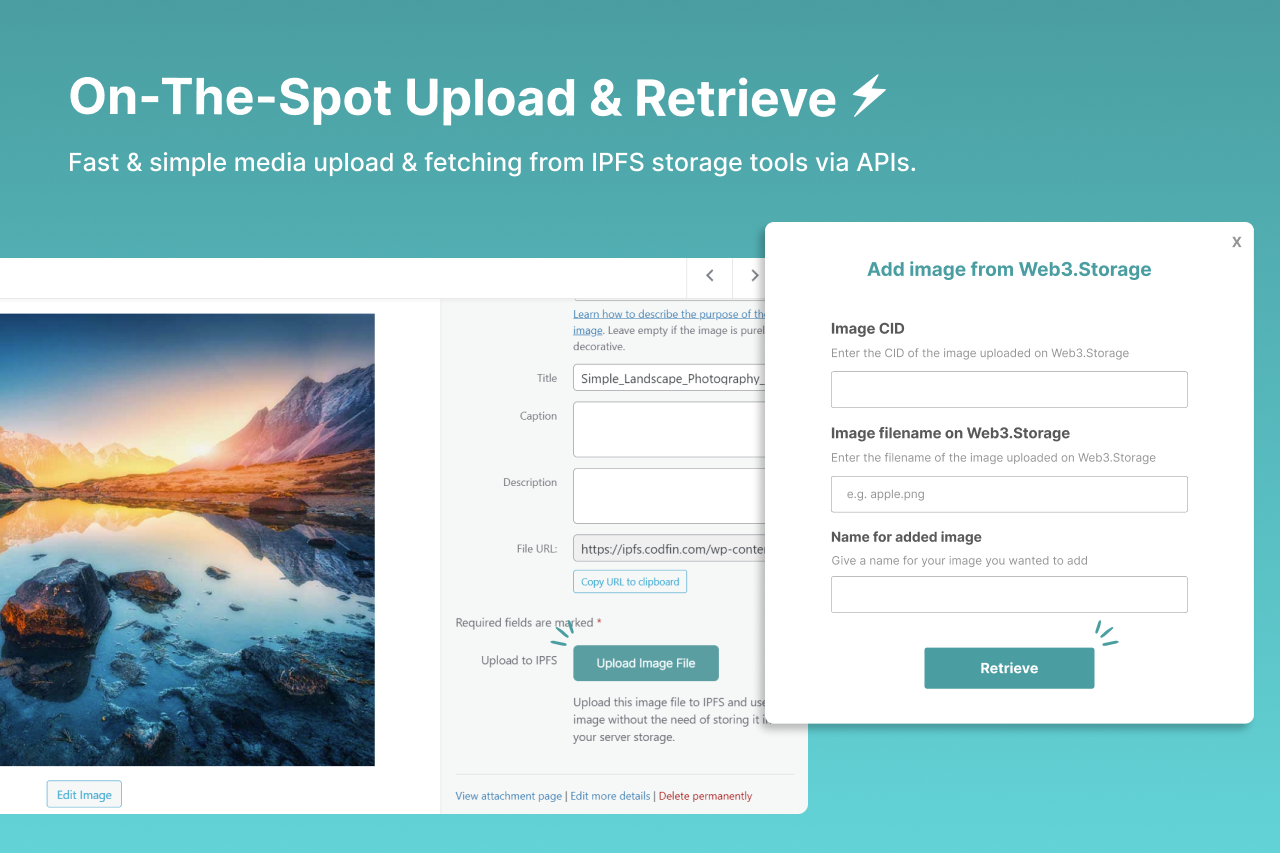 On-The-Spot Upload & Retrieve
Fast & simple media upload & fetching from IPFS storage tools via APIs.
Learn how to describe the purpose of the
image. Leave empty if the image is
decorative.
Title
Simple_Landscape_Photography_
Caption
Description
File URL:
https://ipfs.codfin.com/
Copy URL to clipboard
Required fields are marked *
Upload to IPFS
Upload Image File
Upload this image file to IPFS and use
image without the need of storing it
your server storage.
Edit Image
View attachment page | Edit more details | Delete permanently
X
Add image from Web3.Storage
Image CID
Enter the CID of the image uploaded on Web3.Storage
Image filename on Web3.Storage
Enter the filename of the image uploaded on Web3.Storage
e.g. apple.png
Name for added image
Give a name for your image you wanted to add
Retrieve